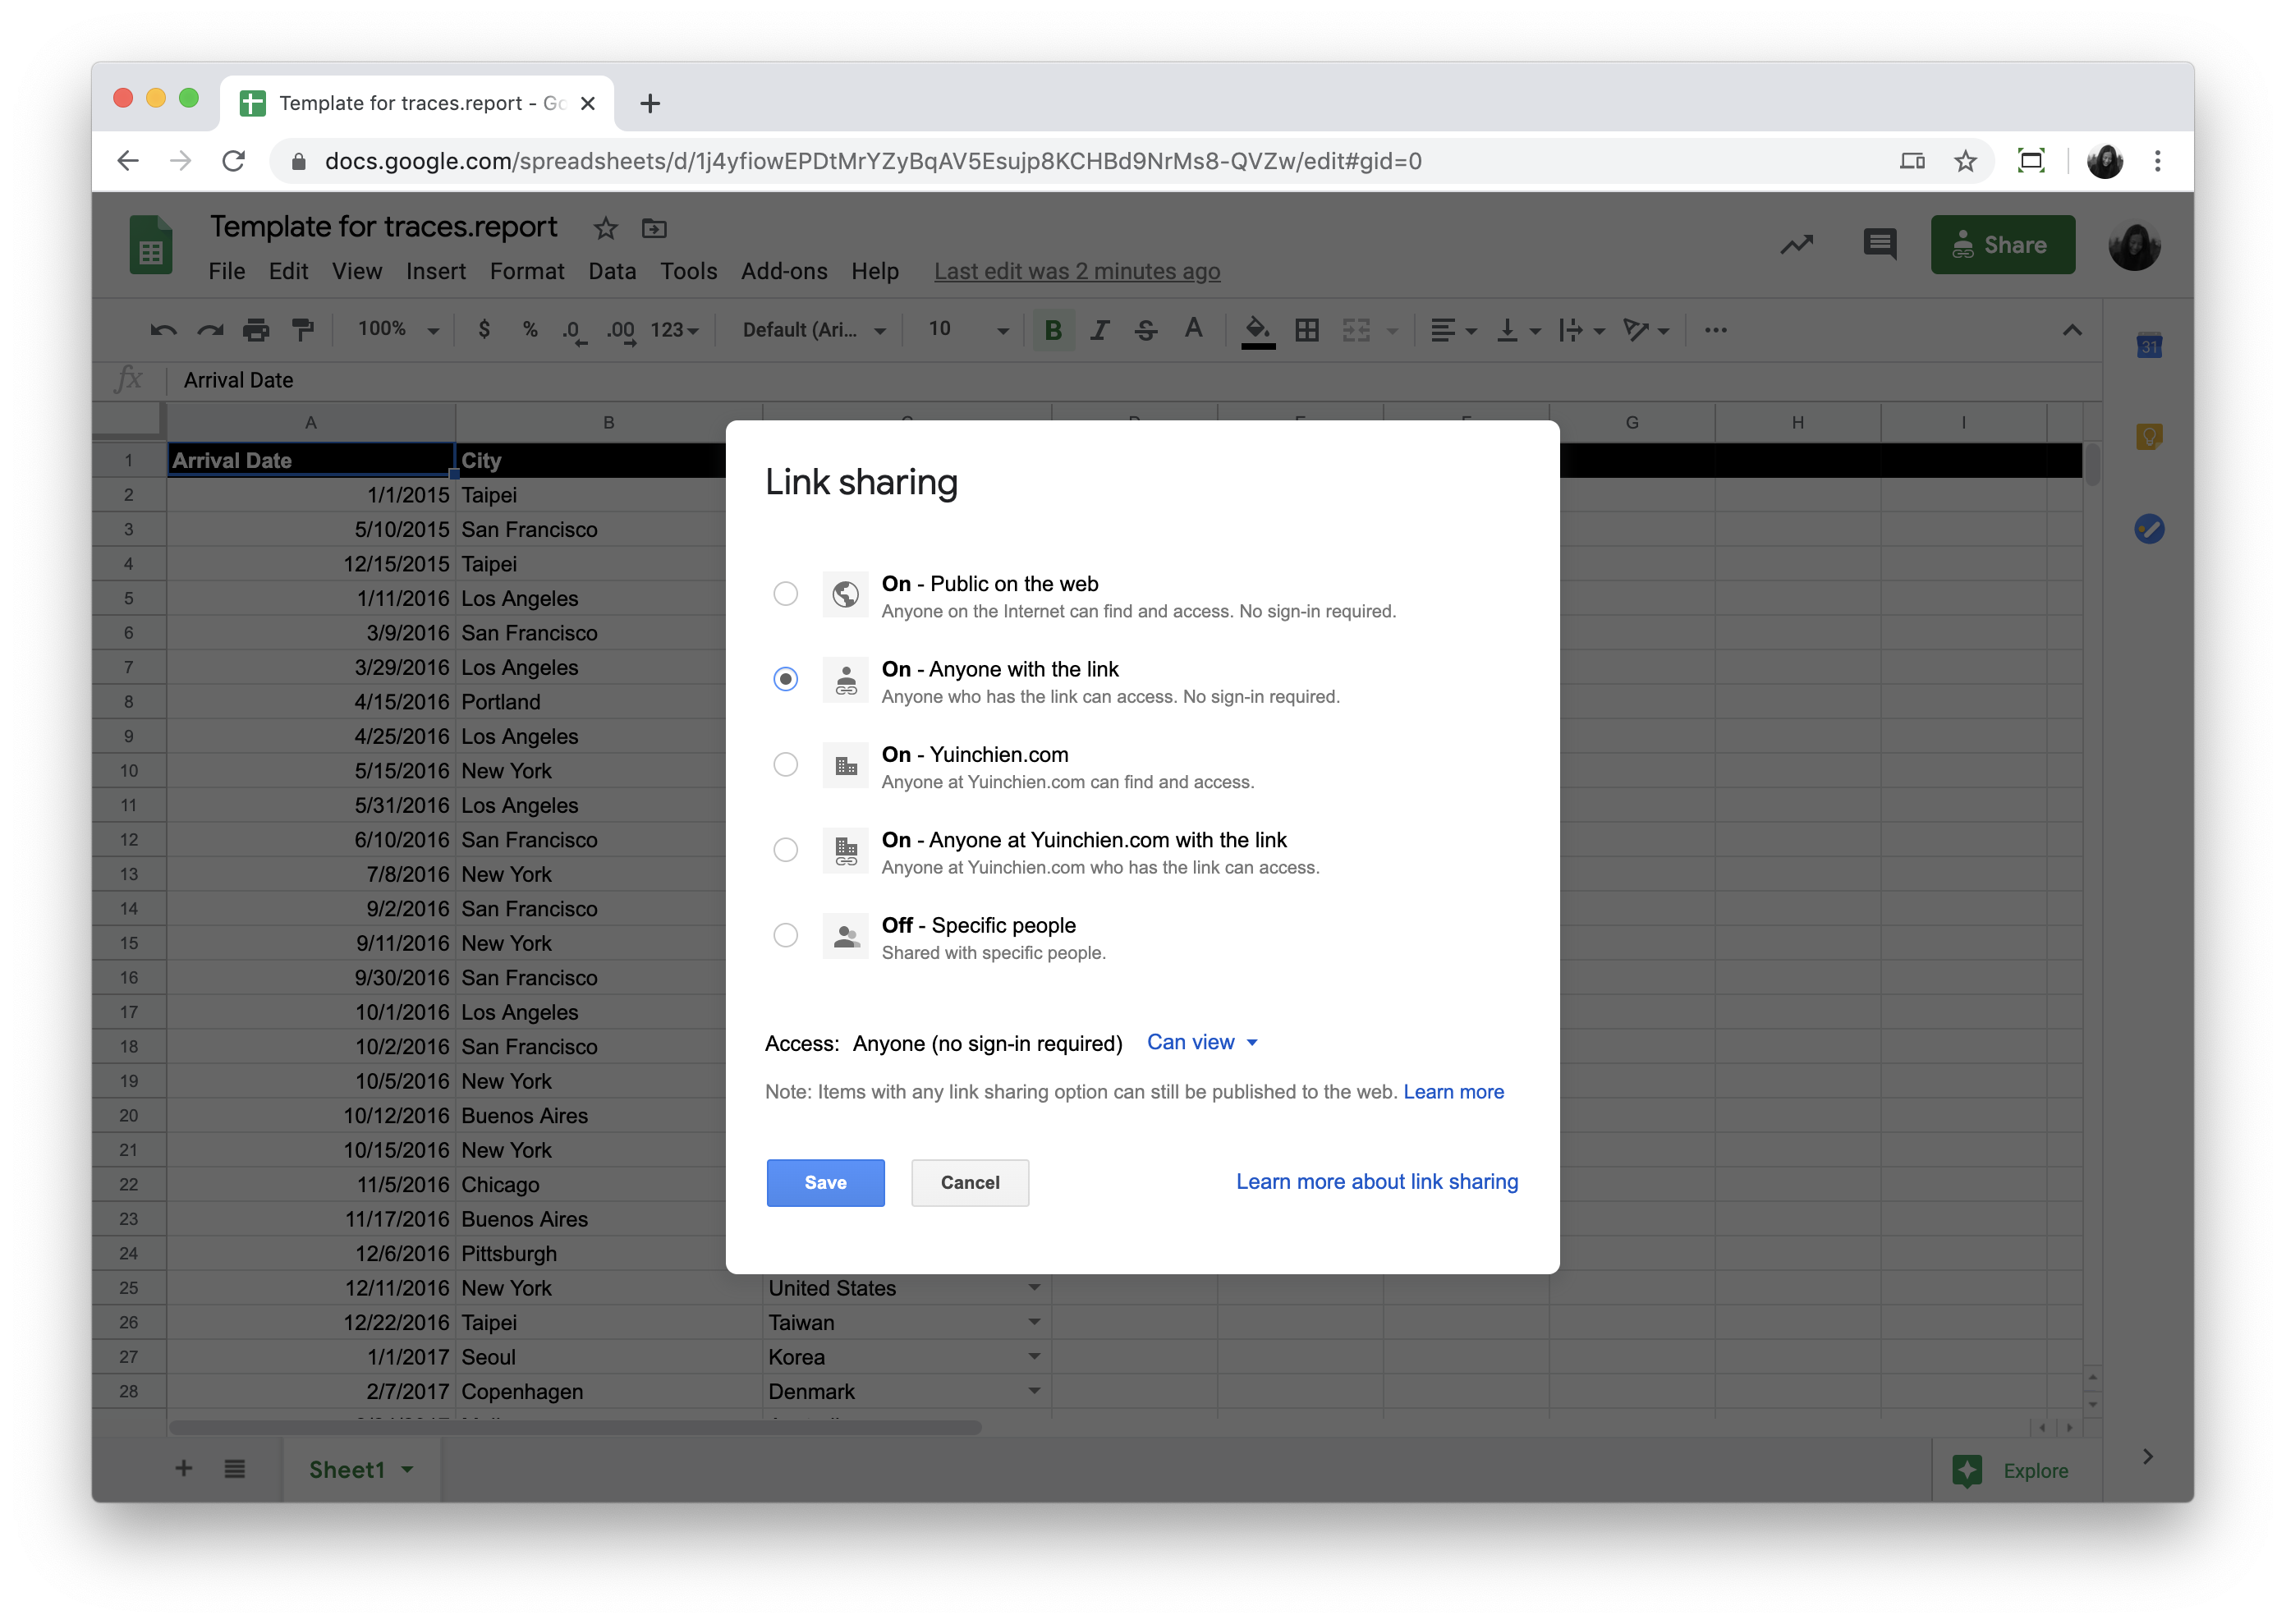 Template for traces.report - Go
docs.google.com/spreadsheets/d/1j4yfiowEPDtMrYZyBqAV5Esujp8KCHBd9NrMs8-QVZw/edit#gid=0
Template for traces.report
Share
File Edit View Insert Format Data Tools Add-ons Help Last edit was 2 minutes ago
100% $ % .0 .00 123 Default (Ari... 10 B I S A
31
fx Arrival Date
A B G H I
1 Arrival Date City
2 1/1/2015 Taipei
3 5/10/2015 San Francisco
4 12/15/2015 Taipei
5 1/11/2016 Los Angeles
6 3/9/2016 San Francisco
7 3/29/2016 Los Angeles
8 4/15/2016 Portland
9 4/25/2016 Los Angeles
10 5/15/2016 New York
11 5/31/2016 Los Angeles
12 6/10/2016 San Francisco
13 7/8/2016 New York
14 9/2/2016 San Francisco
15 9/11/2016 New York
16 9/30/2016 San Francisco
17 10/1/2016 Los Angeles
18 10/2/2016 San Francisco
19 10/5/2016 New York
20 10/12/2016 Buenos Aires
21 10/15/2016 New York
22 11/5/2016 Chicago
23 11/17/2016 Buenos Aires
24 12/6/2016 Pittsburgh
25 12/11/2016 New York United States
26 12/22/2016 Taipei Taiwan
27 1/1/2017 Seoul Korea
28 2/7/2017 Copenhagen Denmark
Link sharing
On - Public on the web
Anyone on the Internet can find and access. No sign-in required.
On - Anyone with the link
Anyone who has the link can access. No sign-in required.
On - Yuinchien.com
Anyone at Yuinchien.com can find and access.
On - Anyone at Yuinchien.com with the link
Anyone at Yuinchien.com who has the link can access.
Off - Specific people
Shared with specific people.
Access: Anyone (no sign-in required) Can view
Note: Items with any link sharing option can still be published to the web. Learn more
Save Cancel Learn more about link sharing
Sheet1 Explore